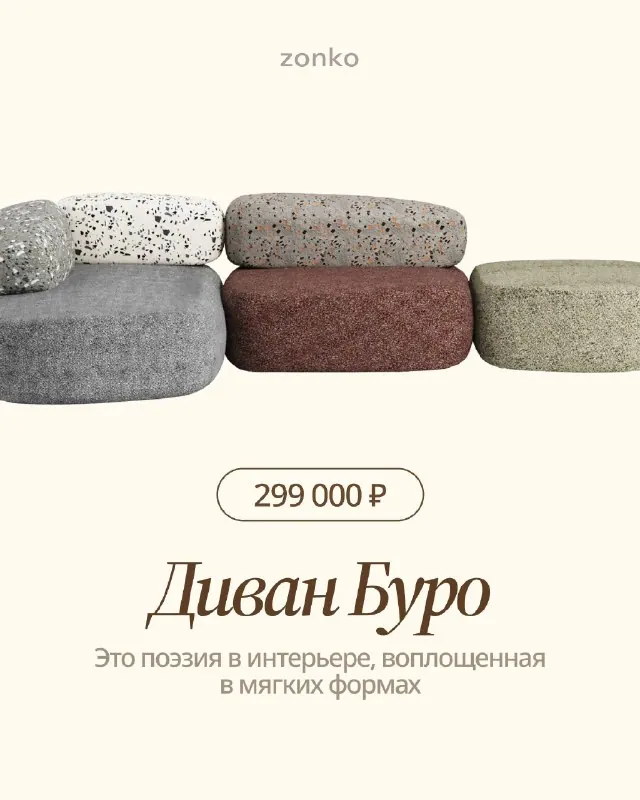 zonko
299 000 ₽
Диван Буро
Это поэзия в интерьере, воплощенная
в мягких формах